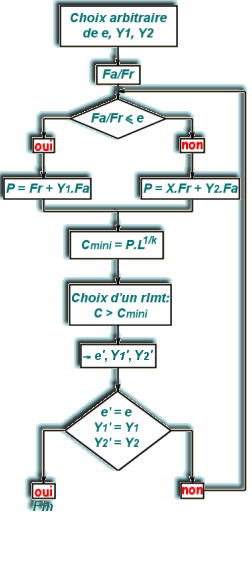 Choix arbitraire
de e, Y1, Y2
Fa/Fr
Fa/Fr ⩽ e
oui
non
P = Fr + Y1.Fa
P = X.Fr + Y2.Fa
Cmini = P.L^1/k
Choix d'un rlmt:
C > Cmini
→ e', Y1', Y2'
e' = e
Y1' = Y1
Y2' = Y2
oui
non
Fin